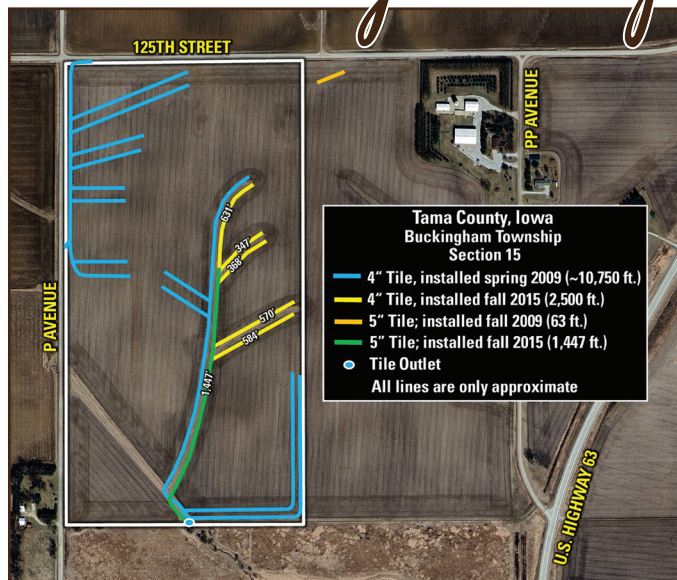 125TH STREET
PP AVENUE
P AVENUE
U.S. HIGHWAY 63
631'
347'
368'
570'
584'
1,447'
Tama County, Iowa
Buckingham Township
Section 15
4" Tile, installed spring 2009 (~10,750 ft.)
4" Tile, installed fall 2015 (2,500 ft.)
5" Tile; installed fall 2009 (63 ft.)
5" Tile; installed fall 2015 (1,447 ft.)
Tile Outlet
All lines are only approximate